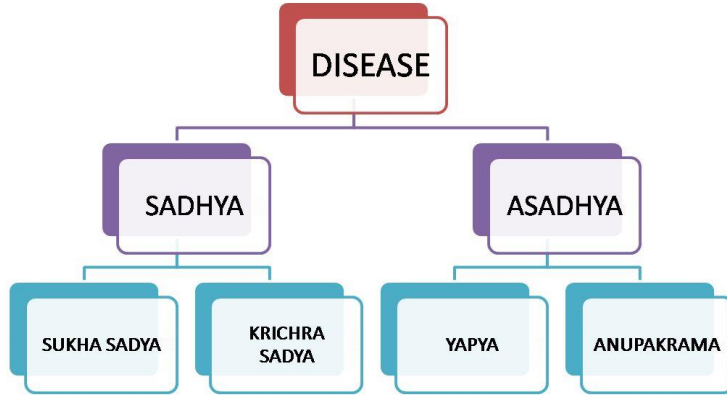 DISEASE
SADHYA
ASADHYA
SUKHA SADYA
KRICHRA
SADYA
YAPYA
ANUPAKRAMA